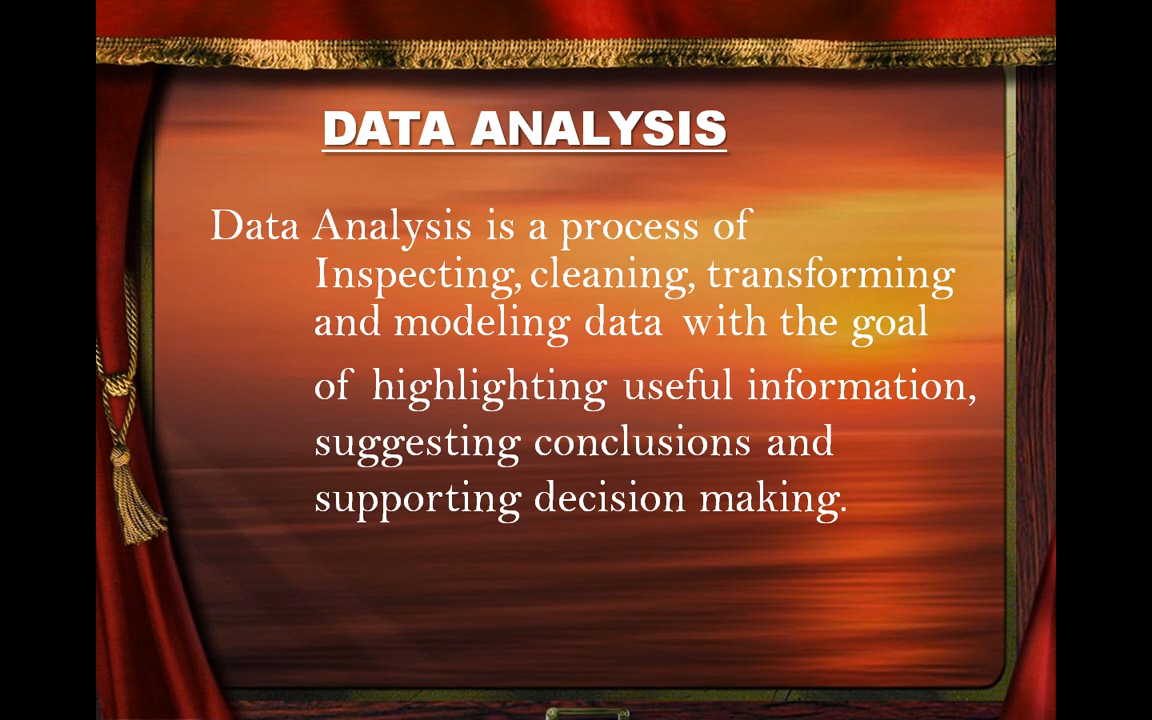 DATA ANALYSIS
Data Analysis is a process of
Inspecting, cleaning, transforming
and modeling data with the goal
of highlighting useful information,
suggesting conclusions and
supporting decision making.